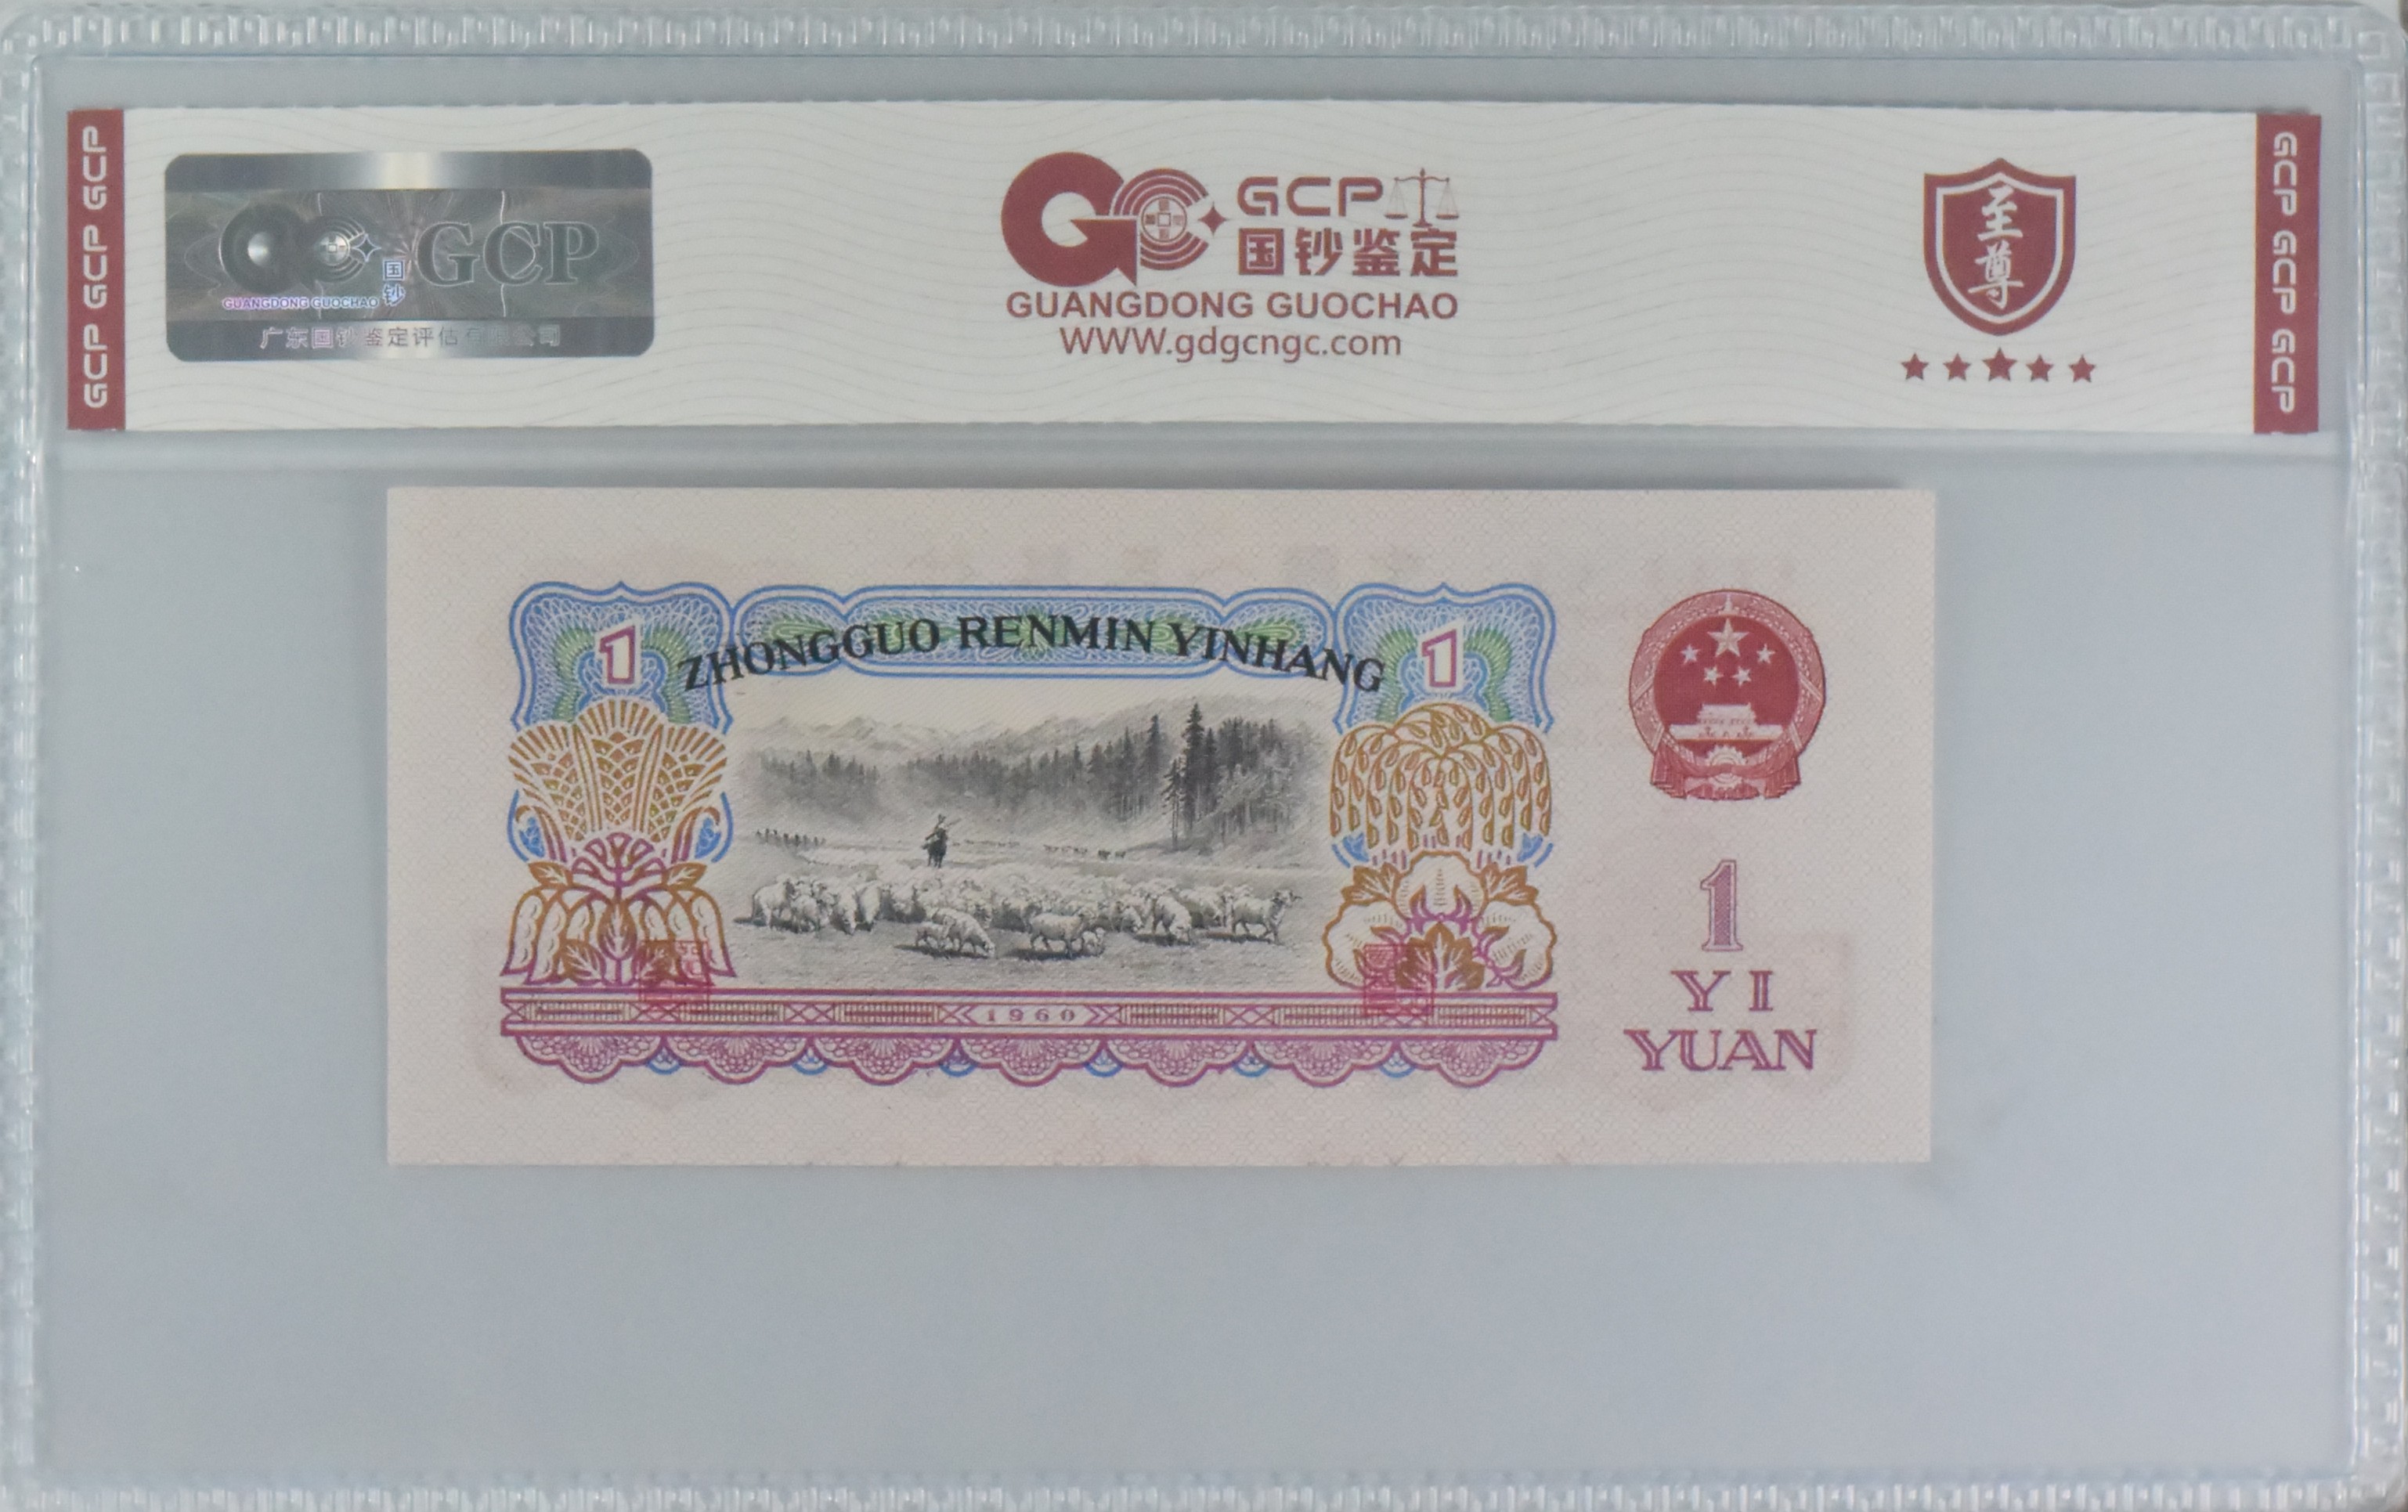 GCP GCP GCP
国钞
GCP
GUANGDONG GUOCHAO
广东国钞鉴定评估有限公司
GCP
国钞鉴定
GUANGDONG GUOCHAO
WWW.gdgcngc.com
至尊
GCP GCP GCP
1
ZHONGGUO RENMIN YINHANG
1
1960
1
YI
YUAN